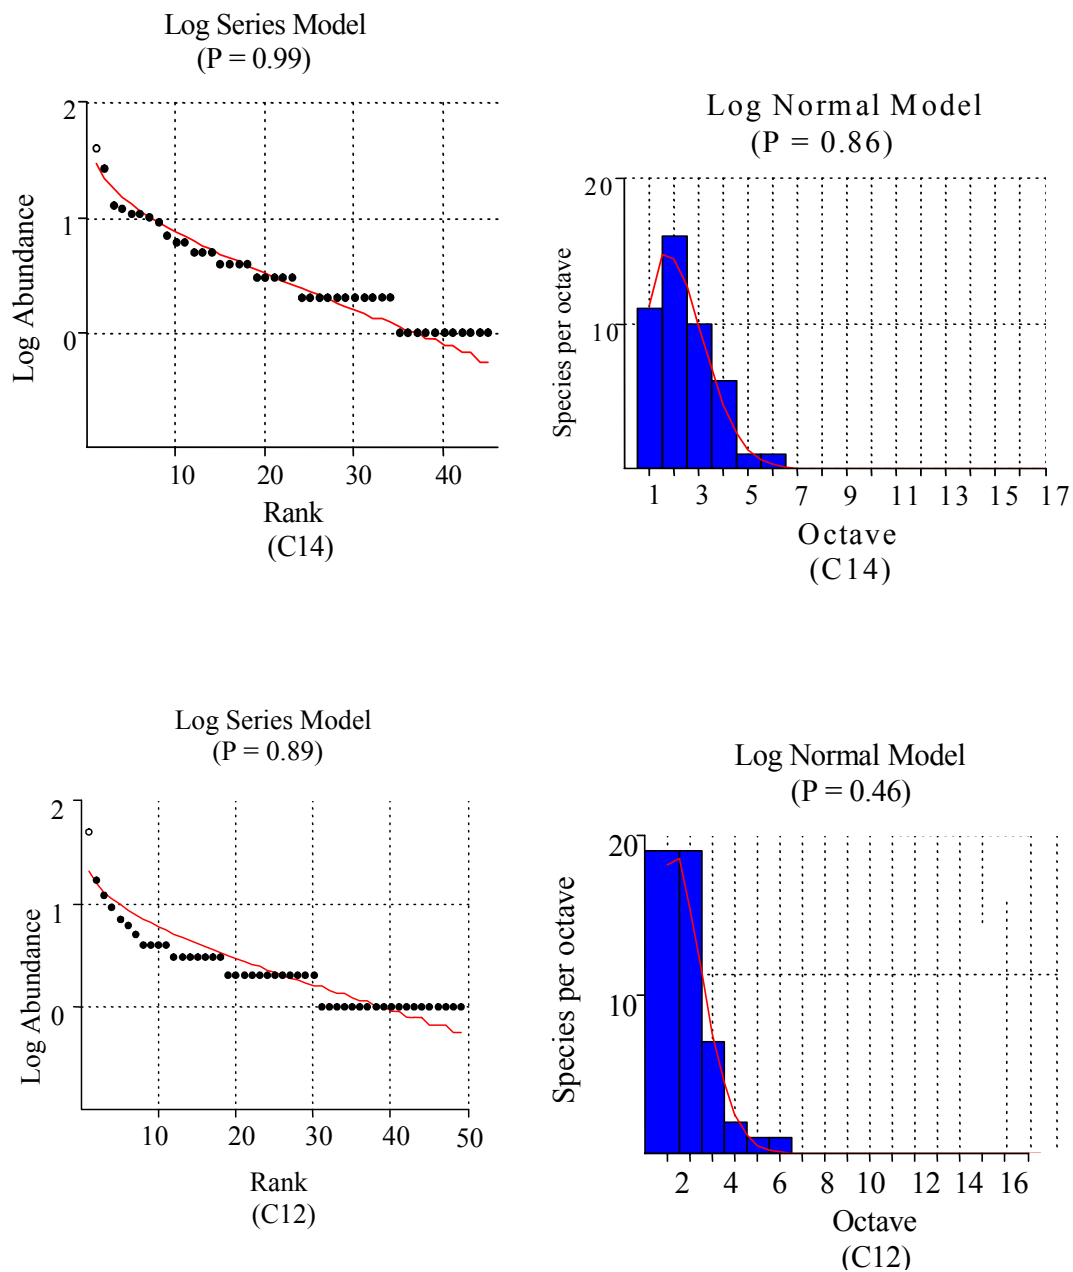 Log Series Model
(P = 0.99)
2
1
0
Log Abundance
10 20 30 40
Rank
(C14)
Log Normal Model
(P = 0.86)
20
10
Species per octave
1 3 5 7 9 11 13 15 17
Octave
(C14)
Log Series Model
(P = 0.89)
2
1
0
Log Abundance
10 20 30 40 50
Rank
(C12)
Log Normal Model
(P = 0.46)
20
10
Species per octave
2 4 6 8 10 12 14 16
Octave
(C12)